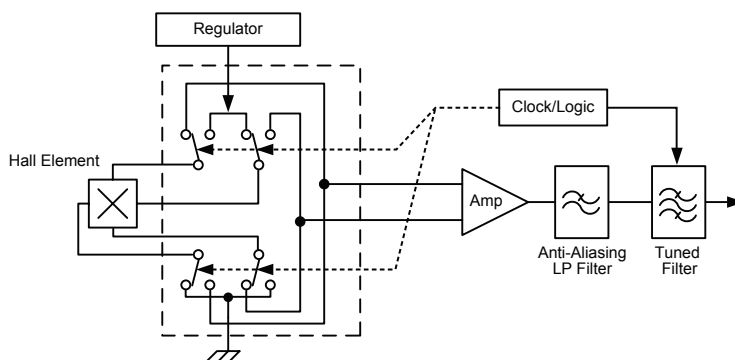 Regulator
Clock/Logic
Hall Element
Amp
Anti-Aliasing
LP Filter
Tuned
Filter